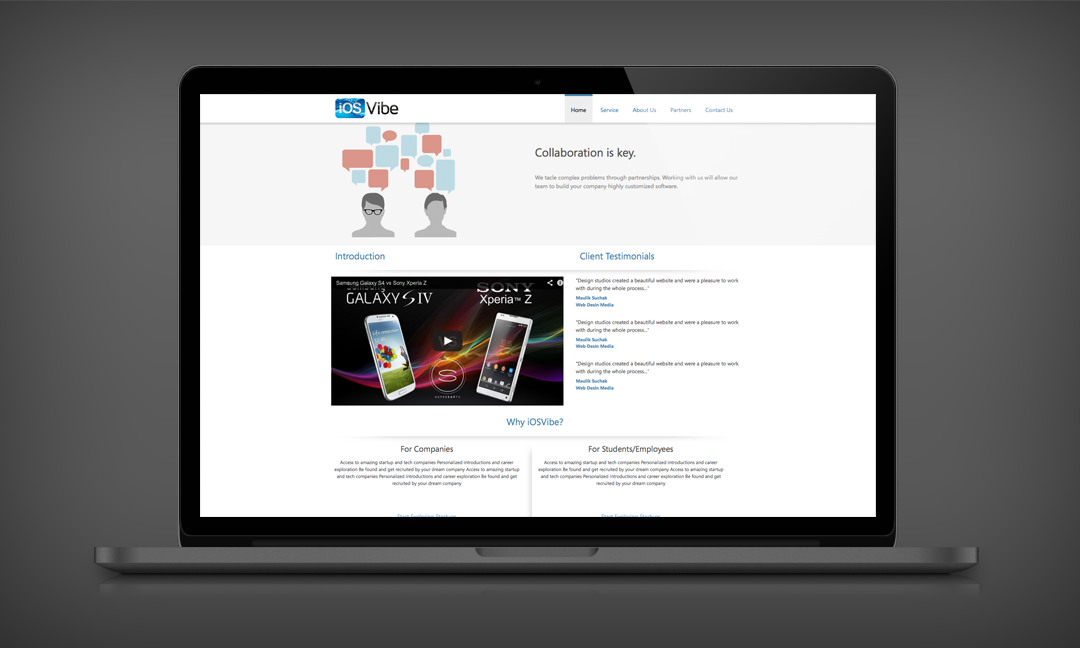 iOS Vibe
Home Service About Us Partners Contact Us
Collaboration is key.
We tacle complex problems through partnerships. Working with us will allow our
team to build your company highly customized software.
Introduction
Samsung Galaxy S4 vs Sony Xperia Z
GALAXY S IV
SONY
Xperia™ Z
Client Testimonials
"Design studios created a beautiful website and were a pleasure to work
with during the whole process..."
Maulik Suchak
Web Desin Media
"Design studios created a beautiful website and were a pleasure to work
with during the whole process..."
Maulik Suchak
Web Desin Media
"Design studios created a beautiful website and were a pleasure to work
with during the whole process..."
Maulik Suchak
Web Desin Media
Why iOSVibe?
For Companies
Access to amazing startup and tech companies Personalized introductions and career
exploration Be found and get recruited by your dream company Access to amazing startup
and tech companies Personalized introductions and career exploration Be found and get
recruited by your dream company
For Students/Employees
Access to amazing startup and tech companies Personalized introductions and career
exploration Be found and get recruited by your dream company Access to amazing startup
and tech companies Personalized introductions and career exploration Be found and get
recruited by your dream company
Start Exploring Startups
Start Exploring Startups